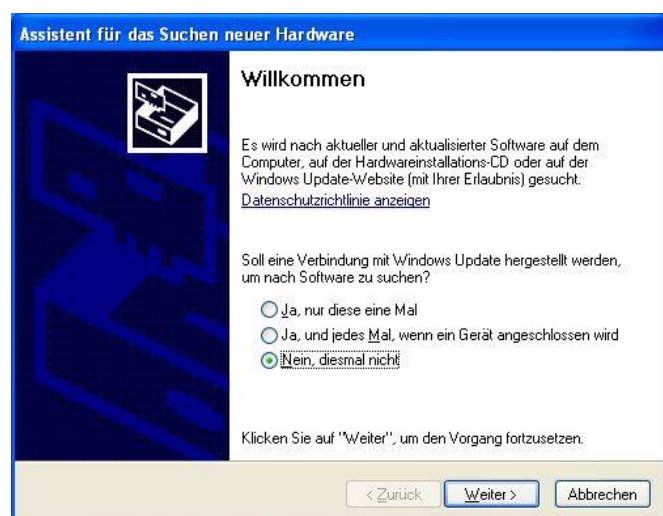 Assistent für das Suchen neuer Hardware
Willkommen
Es wird nach aktueller und aktualisierter Software auf dem
Computer, auf der Hardwareinstallations-CD oder auf der
Windows Update-Website (mit Ihrer Erlaubnis) gesucht.
Datenschutzrichtlinie anzeigen
Soll eine Verbindung mit Windows Update hergestellt werden,
um nach Software zu suchen?
Ja, nur diese eine Mal
Ja, und jedes Mal, wenn ein Gerät angeschlossen wird
Nein, diesmal nicht
Klicken Sie auf "Weiter", um den Vorgang fortzusetzen.
< Zurück Weiter > Abbrechen